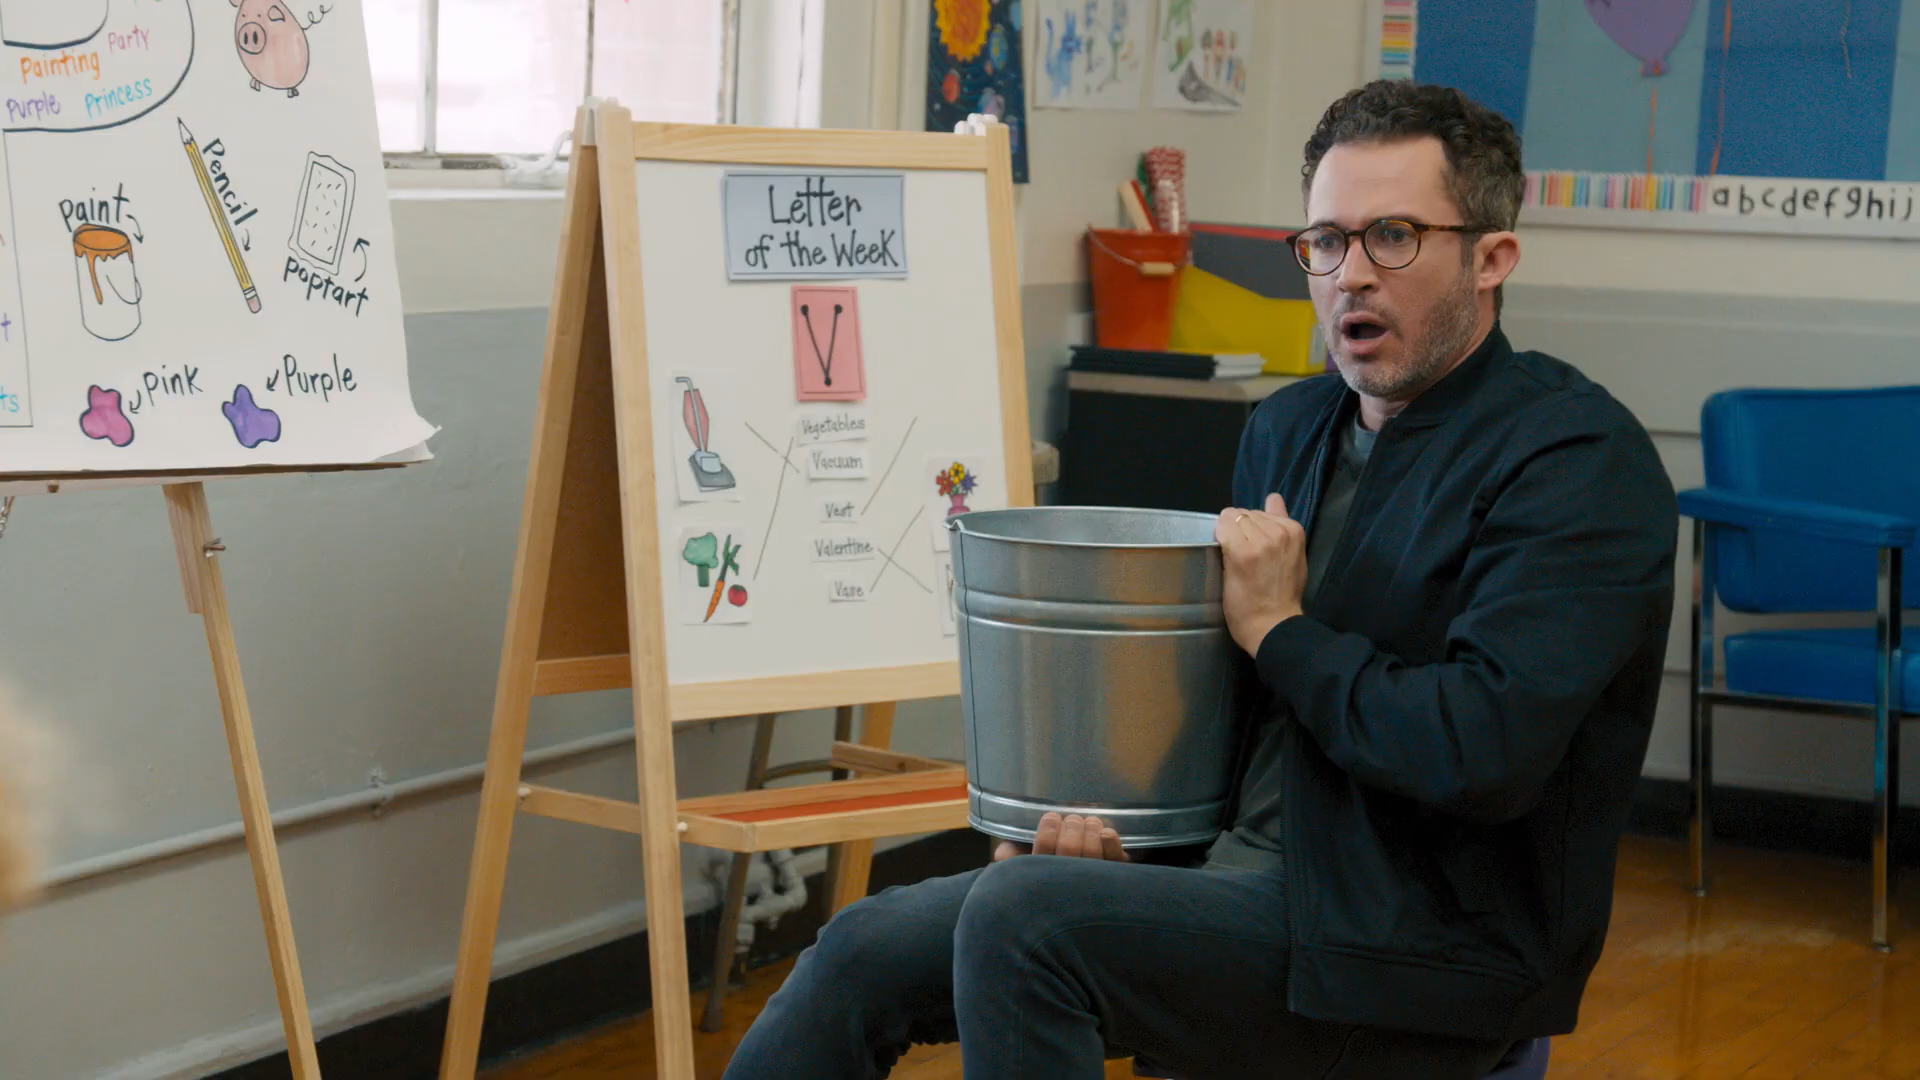 Party
Painting
Purple Princess
Paint
Pencil
Poptart
Pink
Purple
Letter
of the Week
V
Vegetables
Vacuum
Vest
Valentine
Vase
abcdefghij